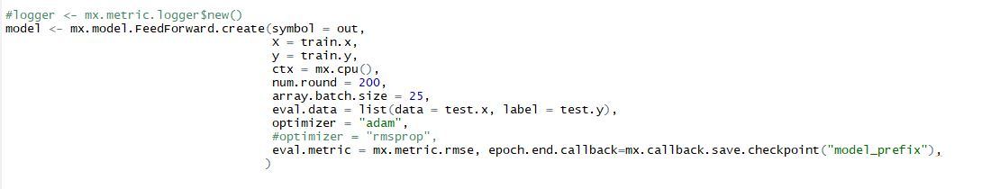 #logger <- mx.metric.logger$new()
model <- mx.model.FeedForward.create(symbol = out,
X = train.x,
y = train.y,
ctx = mx.cpu(),
num.round = 200,
array.batch.size = 25,
eval.data = list(data = test.x, label = test.y),
optimizer = "adam",
#optimizer = "rmsprop",
eval.metric = mx.metric.rmse, epoch.end.callback=mx.callback.save.checkpoint("model_prefix"),
)